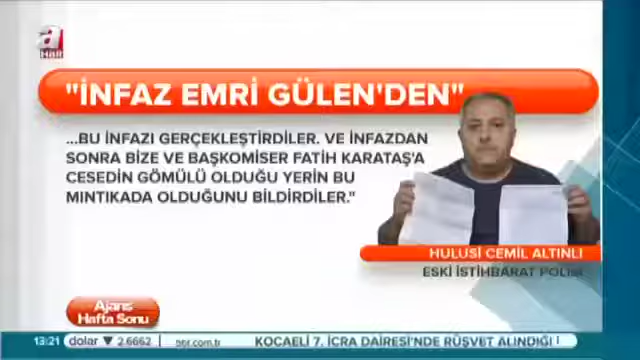 a
Haber
"İNFAZ EMRİ GÜLEN'DEN"
...BU İNFAZI GERÇEKLEŞTİRDİLER. VE İNFAZDAN
SONRA BİZE VE BAŞKOMİSER FATİH KARATAŞ'A
CESEDİN GÖMÜLÜ OLDUĞU YERİN BU
MINTIKADA OLDUĞUNU BİLDİRDİLER."
HULUSİ CEMİL ALTINLI
ESKİ İSTİHBARAT POLİSİ
Ajans
Hafta Sonu
13:21 dolar 2.6662 KOCAELİ 7. İCRA DAİRESİ'NDE RÜŞVET ALINDIĞI İ